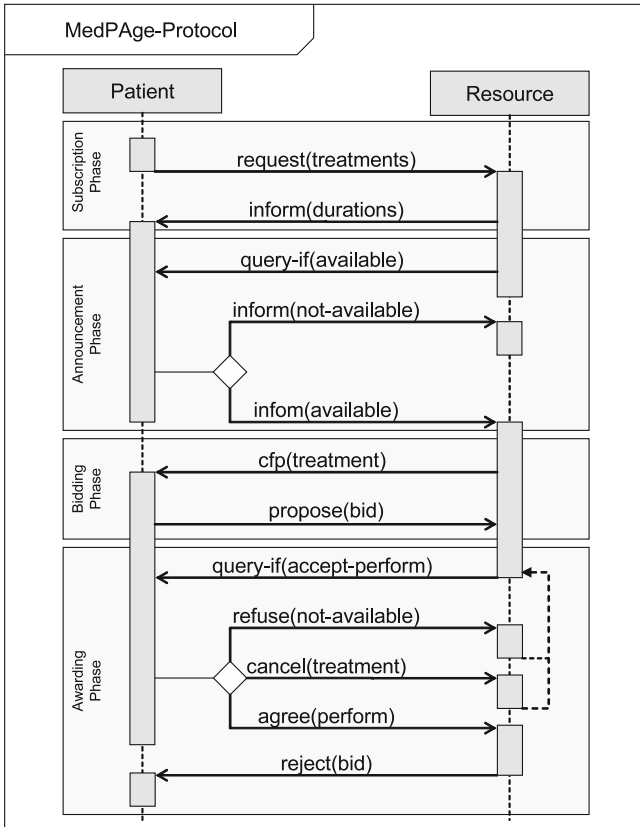 MedPAge-Protocol
Patient
Resource
Subscription
Phase
request(treatments)
inform(durations)
Announcement
Phase
query-if(available)
inform(not-available)
infom(available)
Bidding
Phase
cfp(treatment)
propose(bid)
Awarding
Phase
query-if(accept-perform)
refuse(not-available)
cancel(treatment)
agree(perform)
reject(bid)